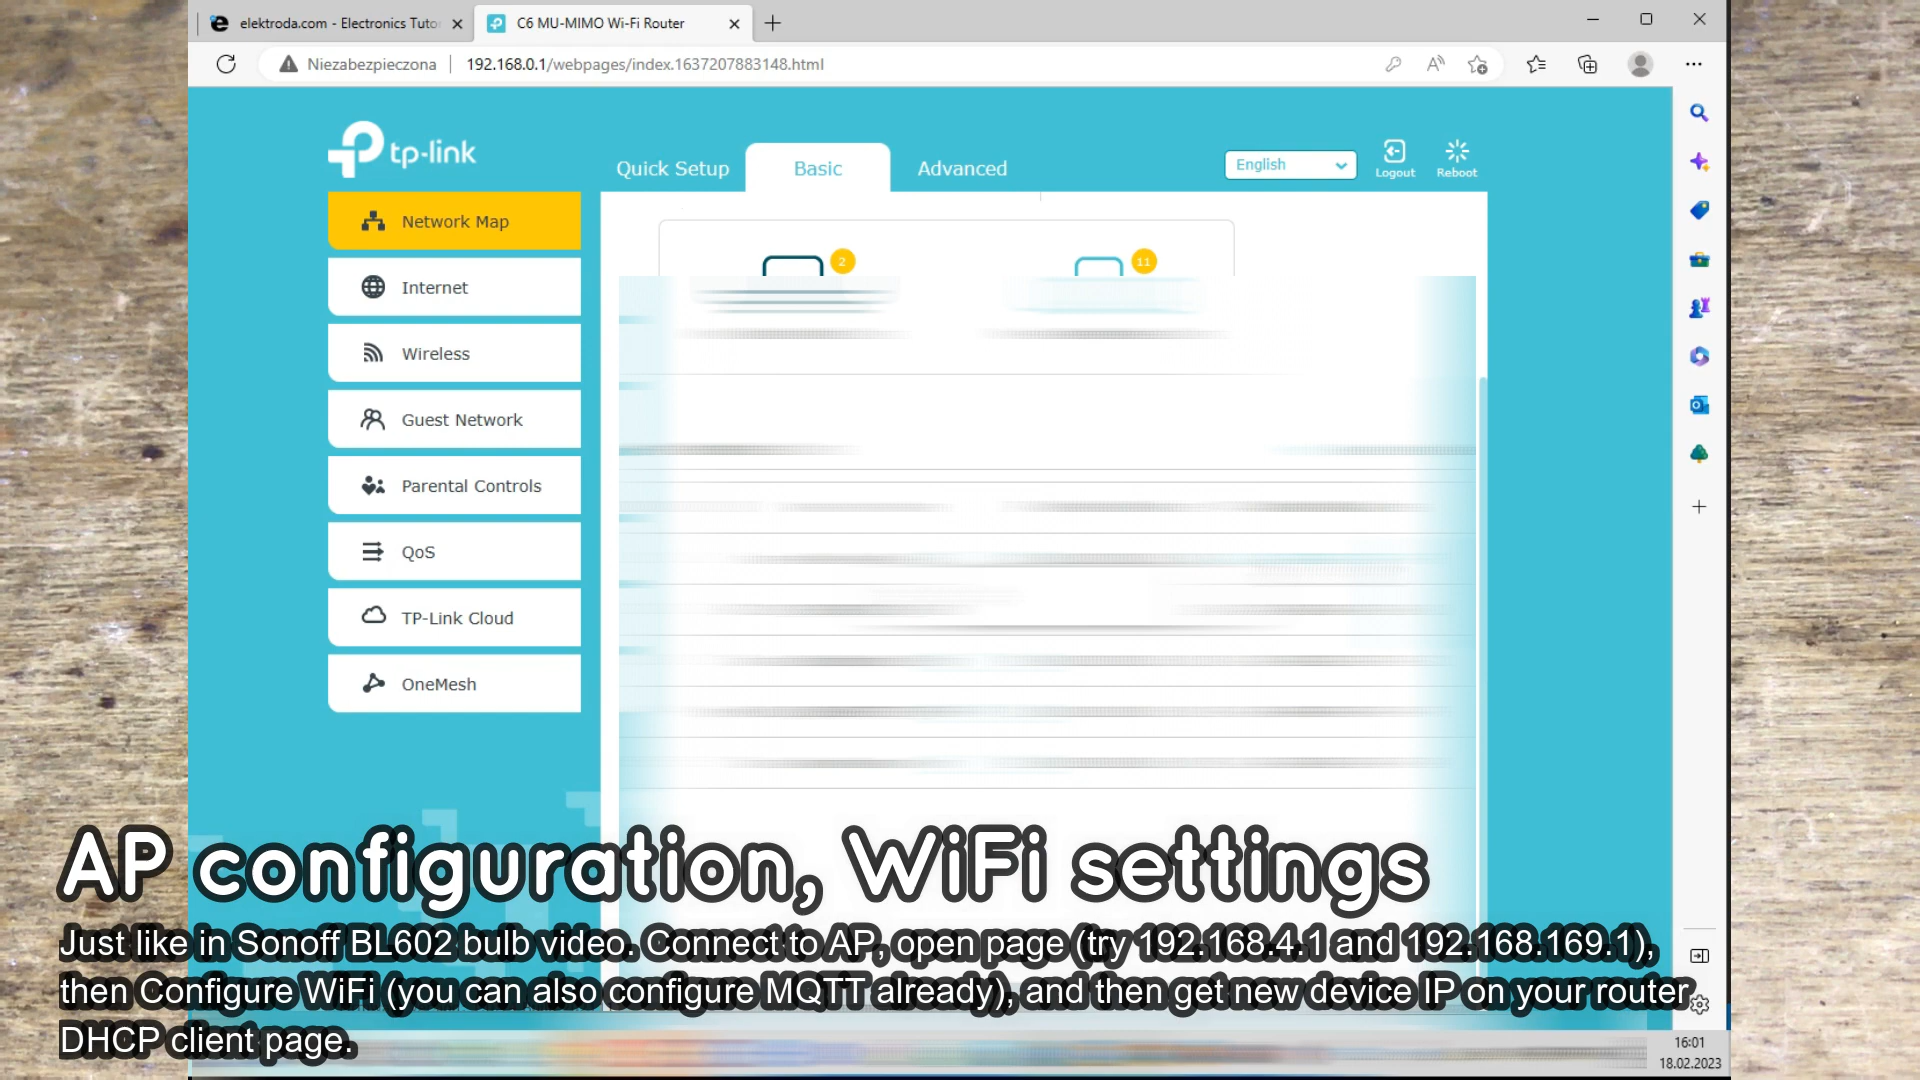 elektroda.com - Electronics Tuto
C6 MU-MIMO Wi-Fi Router
Niezabezpieczona
192.168.0.1/webpages/index.1637207883148.html
tp-link
Quick Setup
Basic
Advanced
English
Logout
Reboot
Network Map
Internet
Wireless
Guest Network
Parental Controls
QoS
TP-Link Cloud
OneMesh
2
11
AP configuration, WiFi settings
Just like in Sonoff BL602 bulb video. Connect to AP, open page (try 192.168.4.1 and 192.168.169.1),
then Configure WiFi (you can also configure MQTT already), and then get new device IP on your router
DHCP client page.
16:01
18.02.2023